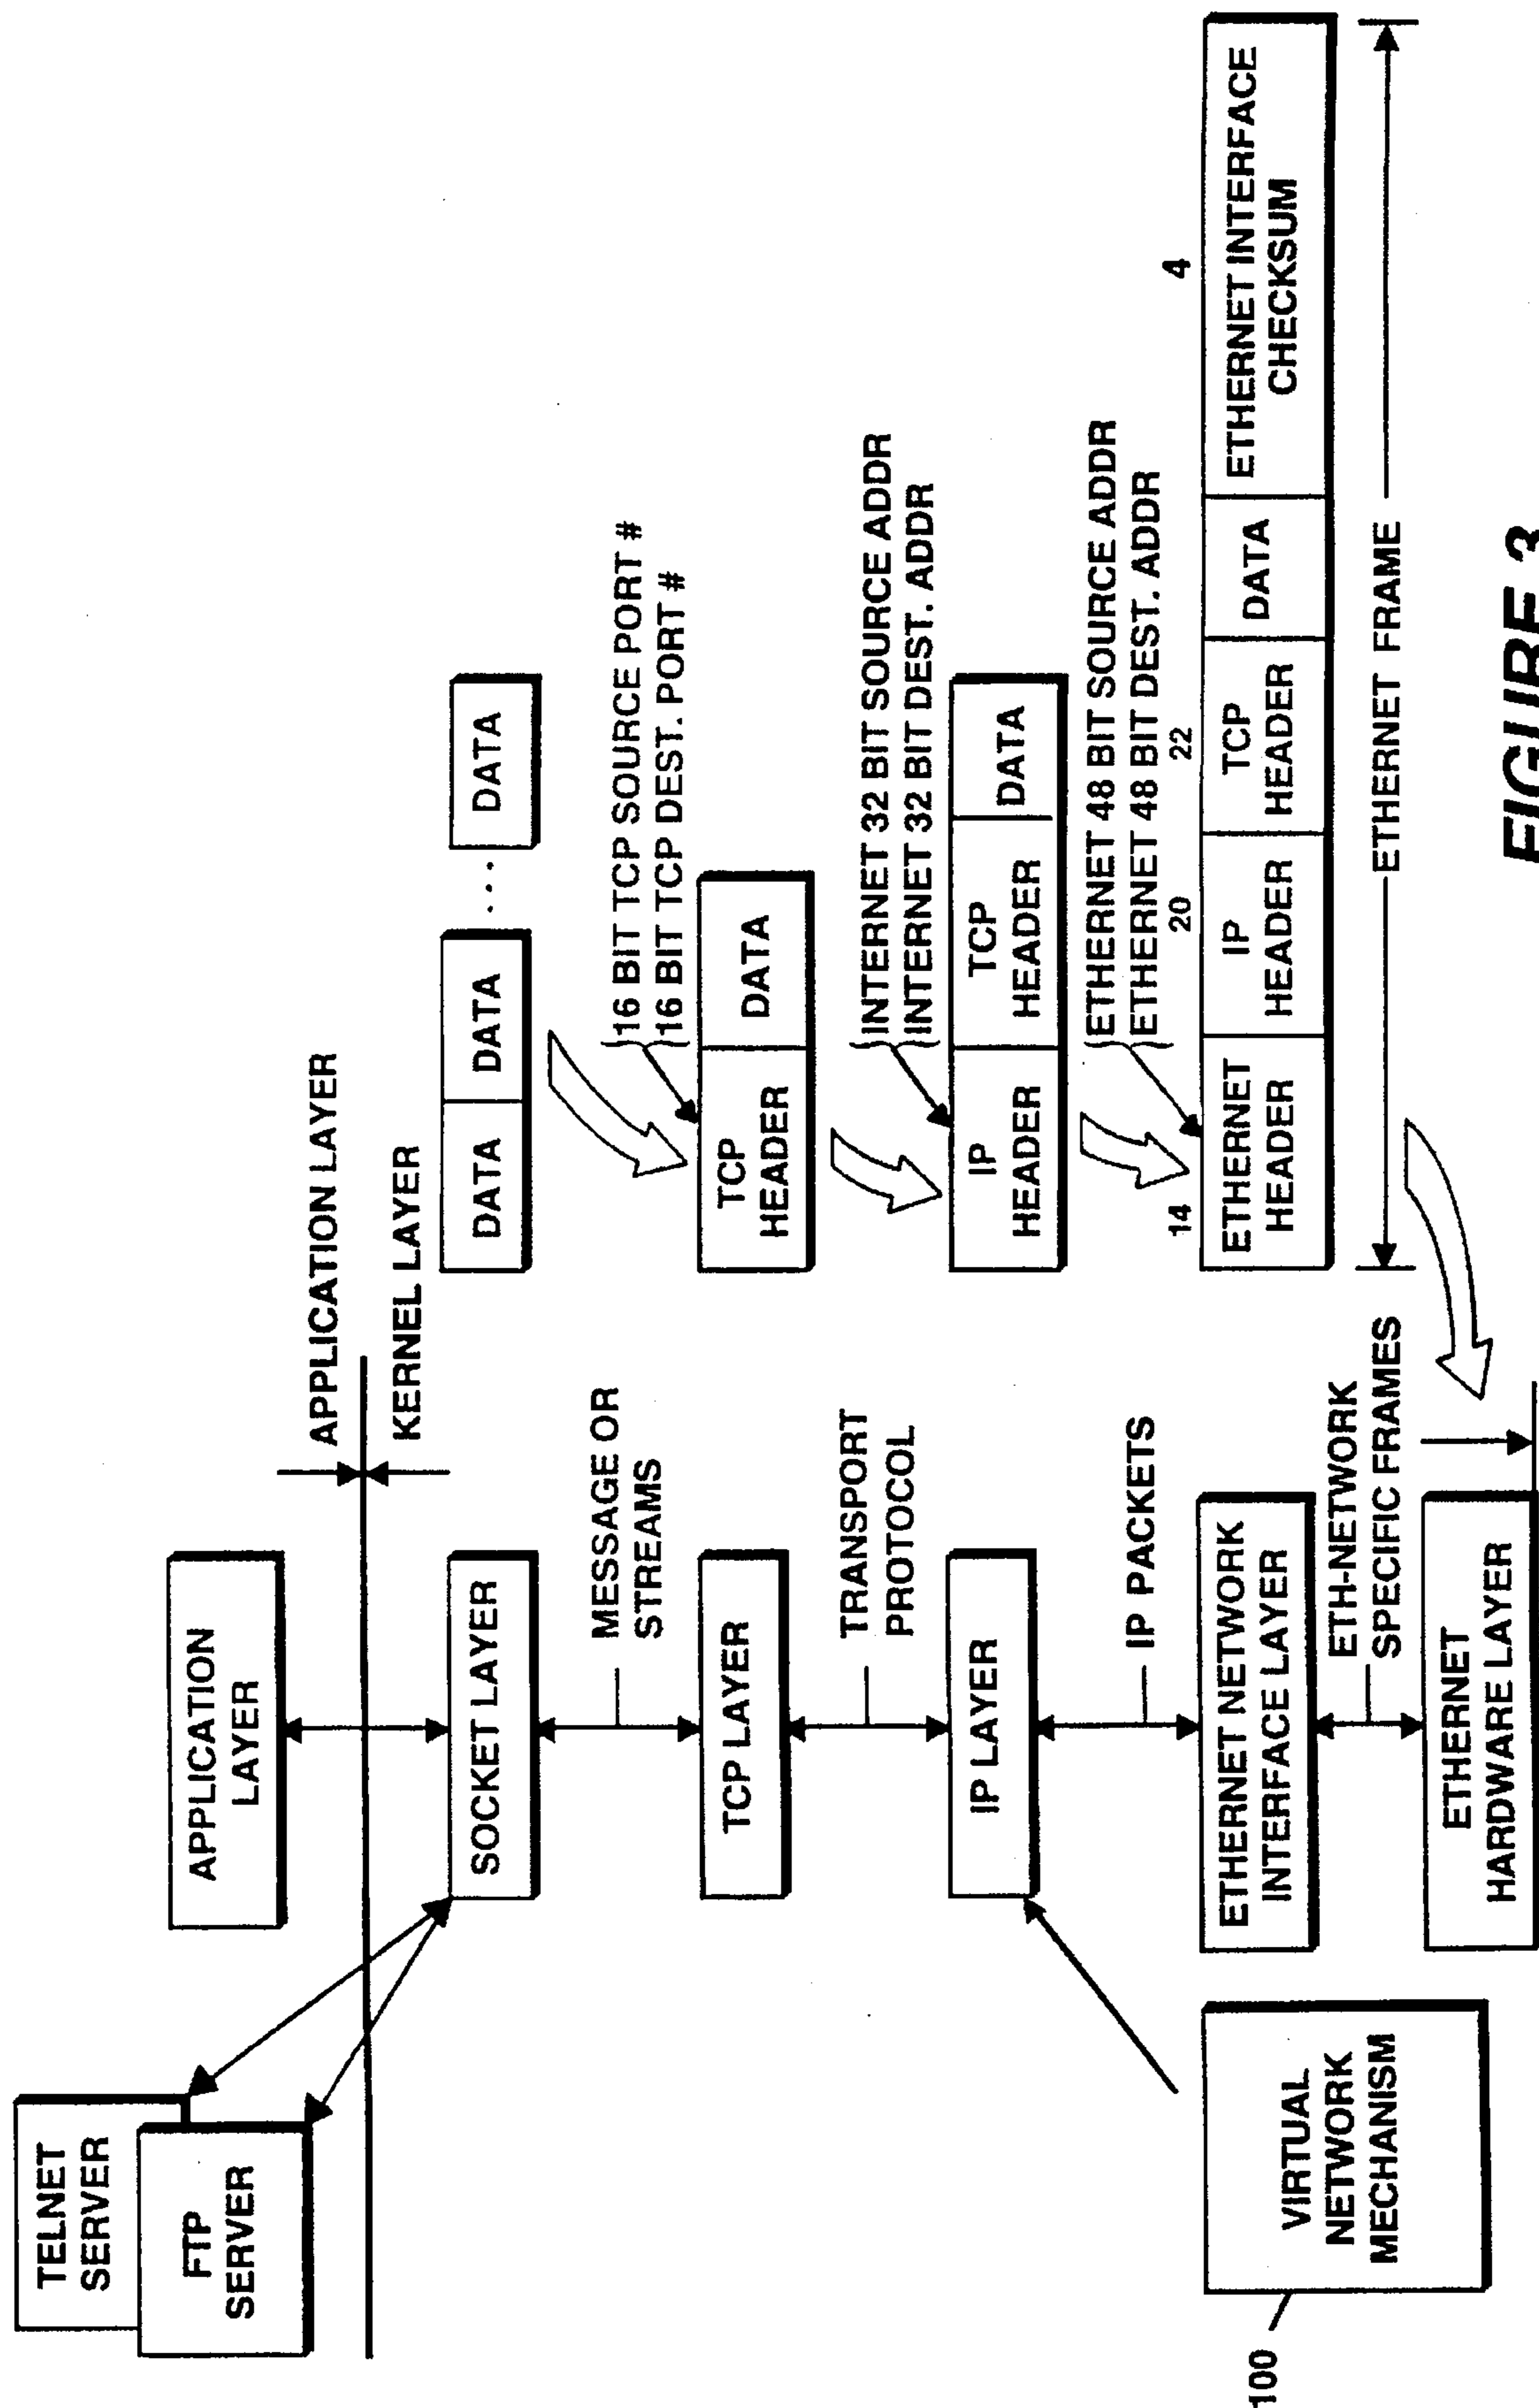 TELNET
SERVER
FTP
SERVER
APPLICATION
LAYER
APPLICATION LAYER
KERNEL LAYER
SOCKET LAYER
DATA
DATA
...
DATA
MESSAGE OR
STREAMS
16 BIT TCP SOURCE PORT #
16 BIT TCP DEST. PORT #
TCP LAYER
TCP
HEADER
DATA
TRANSPORT
PROTOCOL
INTERNET 32 BIT SOURCE ADDR
INTERNET 32 BIT DEST. ADDR
IP LAYER
IP
HEADER
TCP
HEADER
DATA
IP PACKETS
ETHERNET 48 BIT SOURCE ADDR
ETHERNET 48 BIT DEST. ADDR
14
20
22
4
100
VIRTUAL
NETWORK
MECHANISM
ETHERNET NETWORK
INTERFACE LAYER
ETHERNET
HEADER
IP
HEADER
TCP
HEADER
DATA
ETHERNET INTERFACE
CHECKSUM
ETH-NETWORK
SPECIFIC FRAMES
ETHERNET FRAME
ETHERNET
HARDWARE LAYER
FIGURE 3